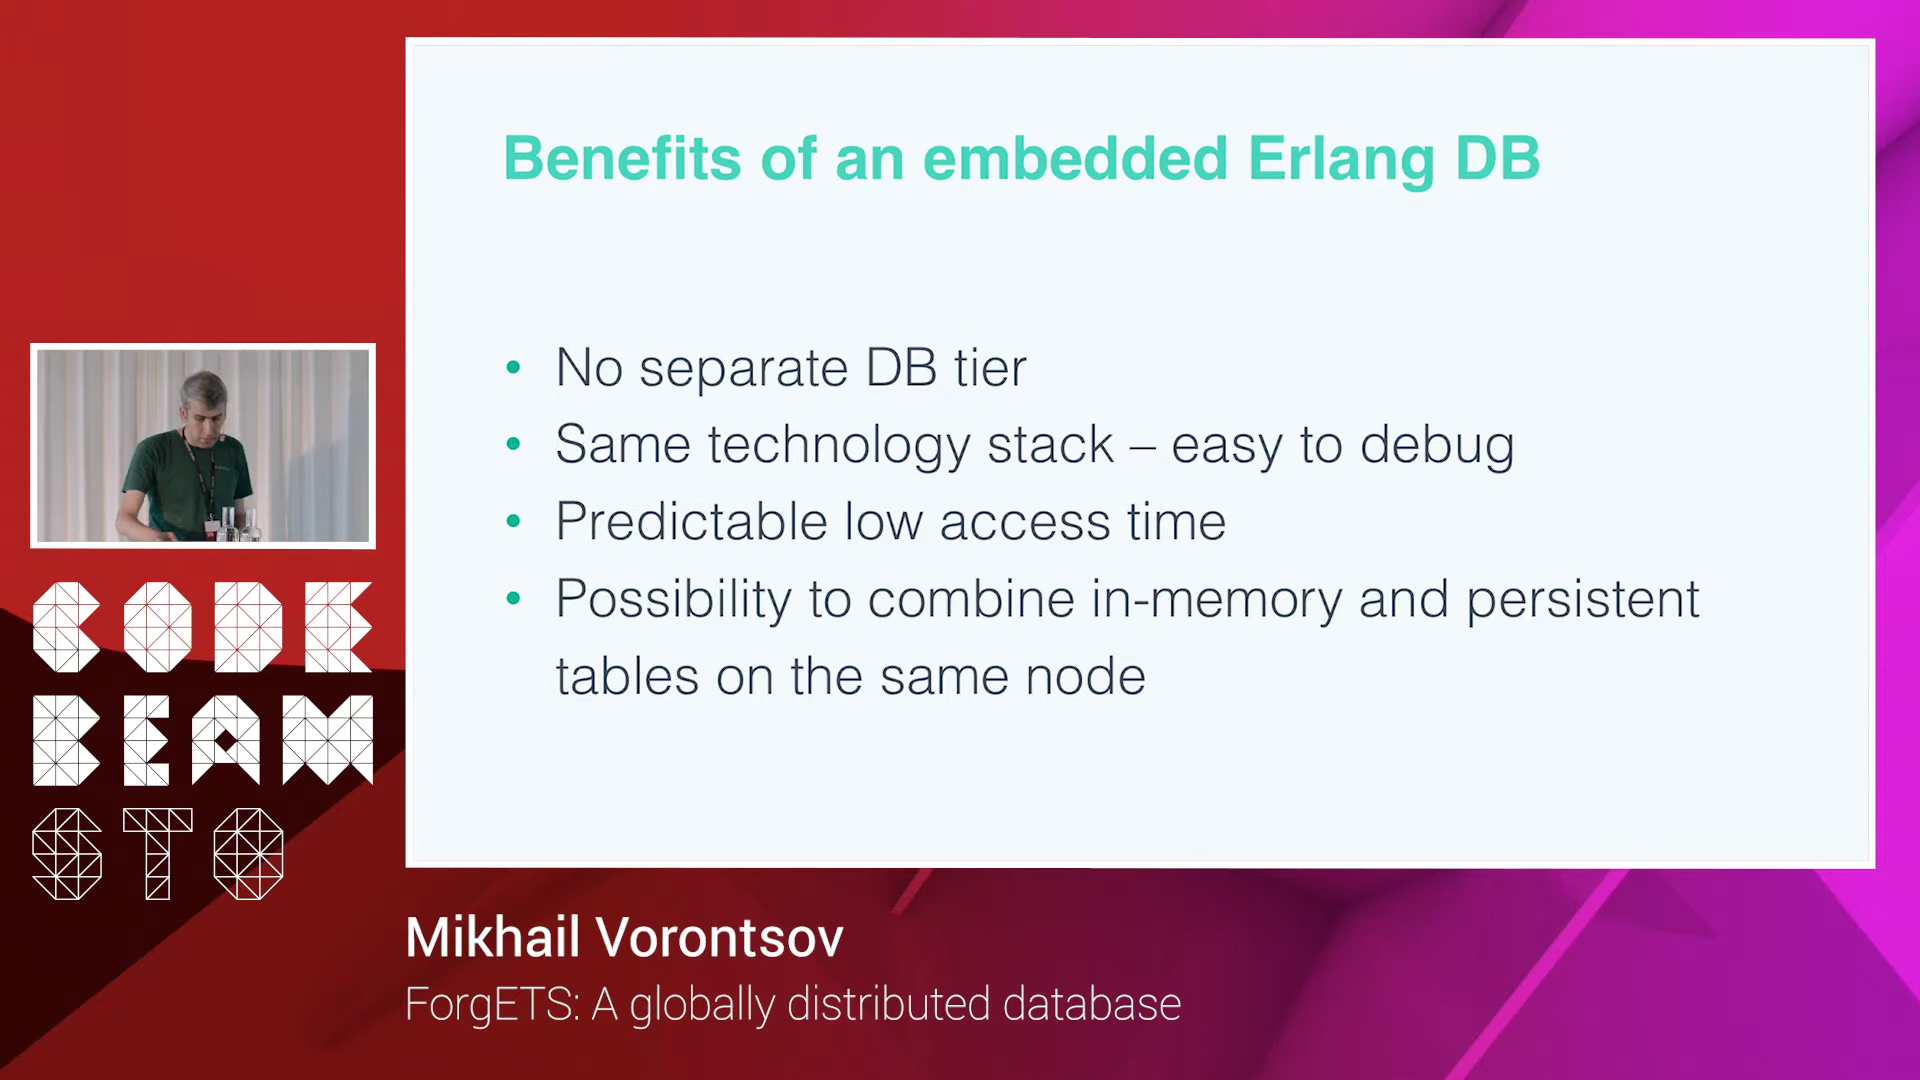 Benefits of an embedded Erlang DB
• No separate DB tier
• Same technology stack – easy to debug
• Predictable low access time
• Possibility to combine in-memory and persistent
tables on the same node
CODE
BEAM
STO
Mikhail Vorontsov
ForgETS: A globally distributed database